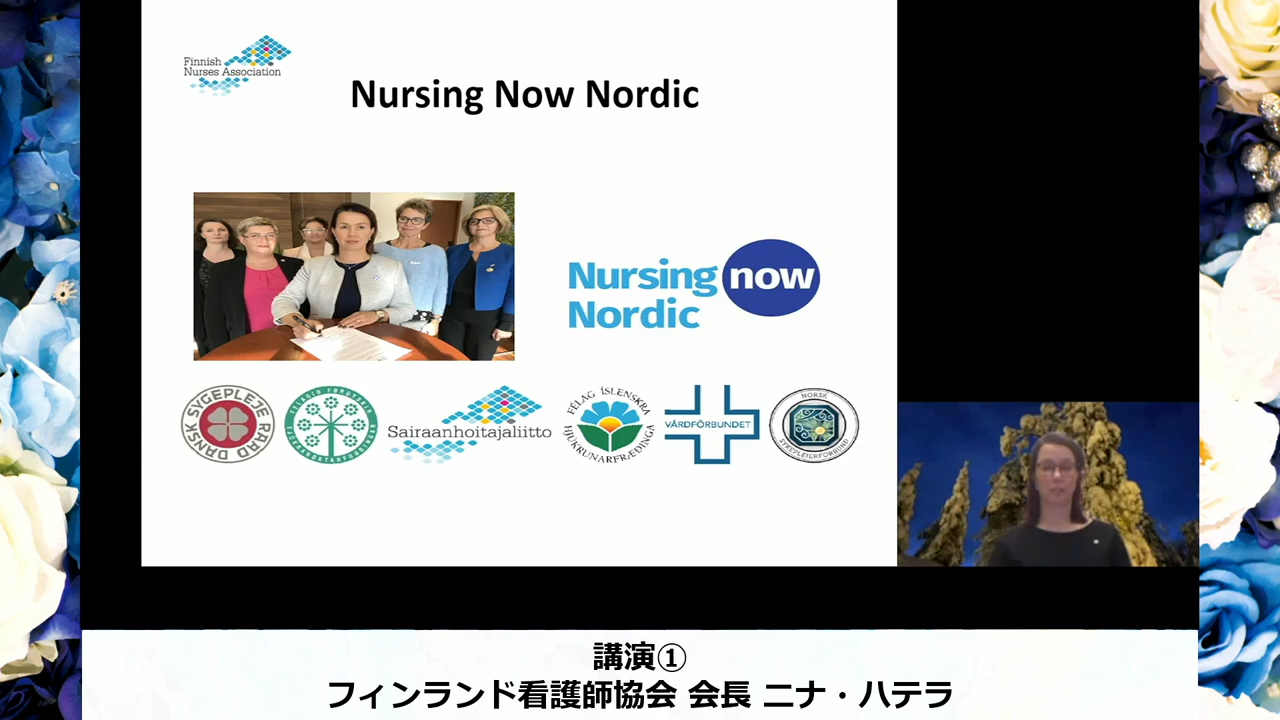 Finnish
Nurses Association
Nursing Now Nordic
Nursing now
Nordic
DANSK SYGEPLEJERÅD
Sairaanhoitajaliitto
FÉLAG ÍSLENSKRA
HJÚKRUNARFRÆÐINGA
VÅRDFÖRBUNDET
NORSK
SYKEPLEIERFORBUND
講演①
フィンランド看護師協会 会長 ニナ・ハテラ